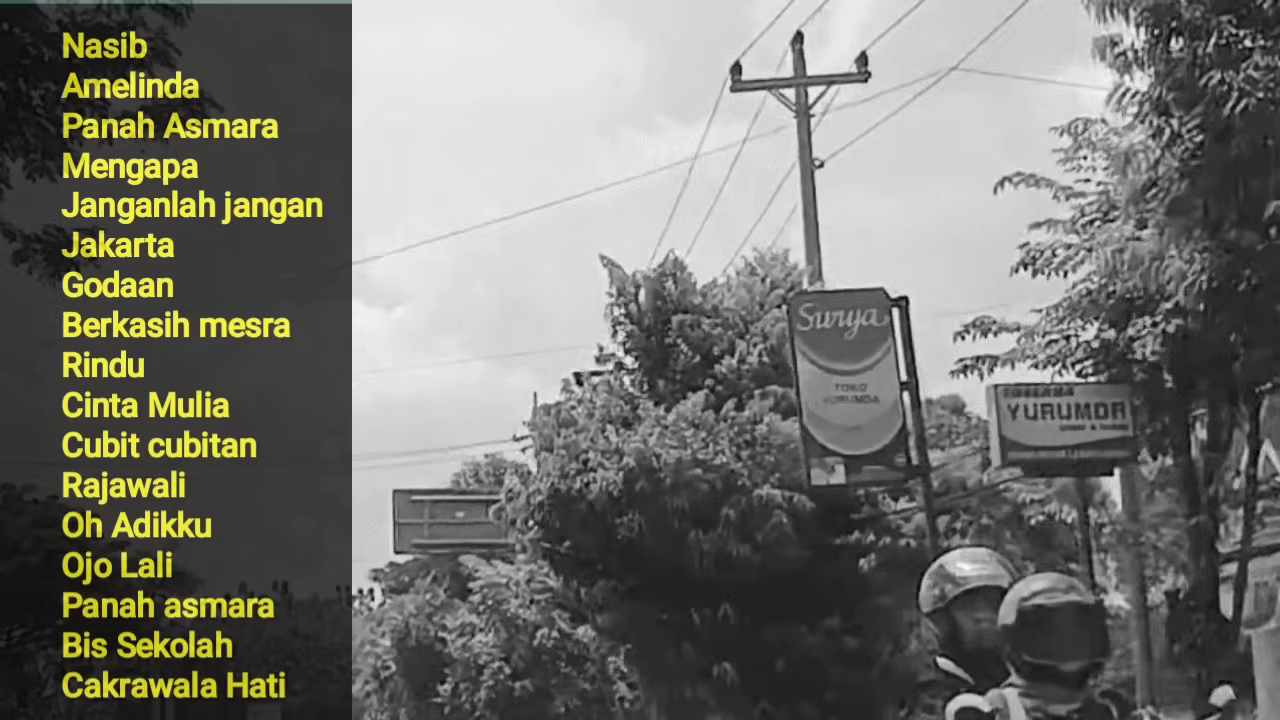 Nasib
Amelinda
Panah Asmara
Mengapa
Janganlah jangan
Jakarta
Godaan
Berkasih mesra
Rindu
Cinta Mulia
Cubit cubitan
Rajawali
Oh Adikku
Ojo Lali
Panah asmara
Bis Sekolah
Cakrawala Hati
Surya
TOKO
YURUMDA